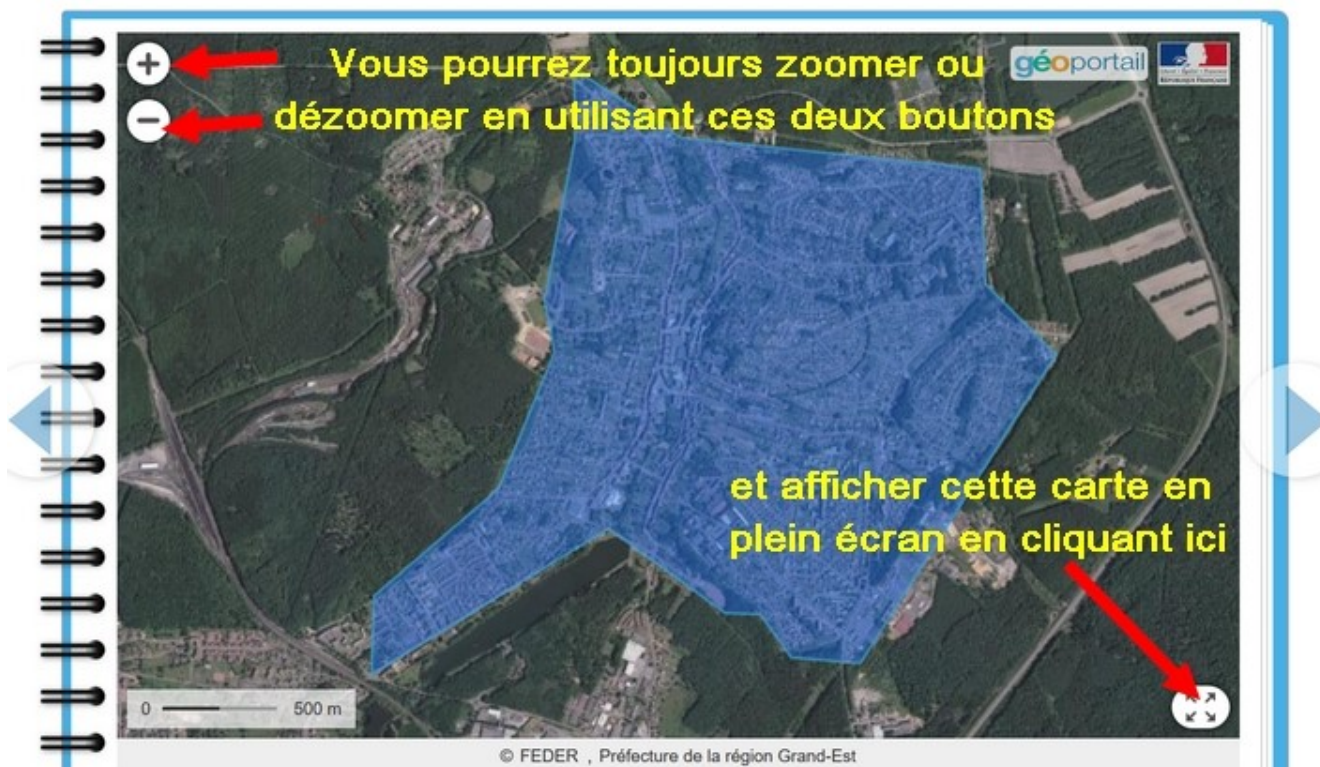 Vous pourrez toujours zoomer ou
dézoomer en utilisant ces deux boutons
géoportail
et afficher cette carte en
plein écran en cliquant ici
0 500 m
© FEDER , Préfecture de la région Grand-Est